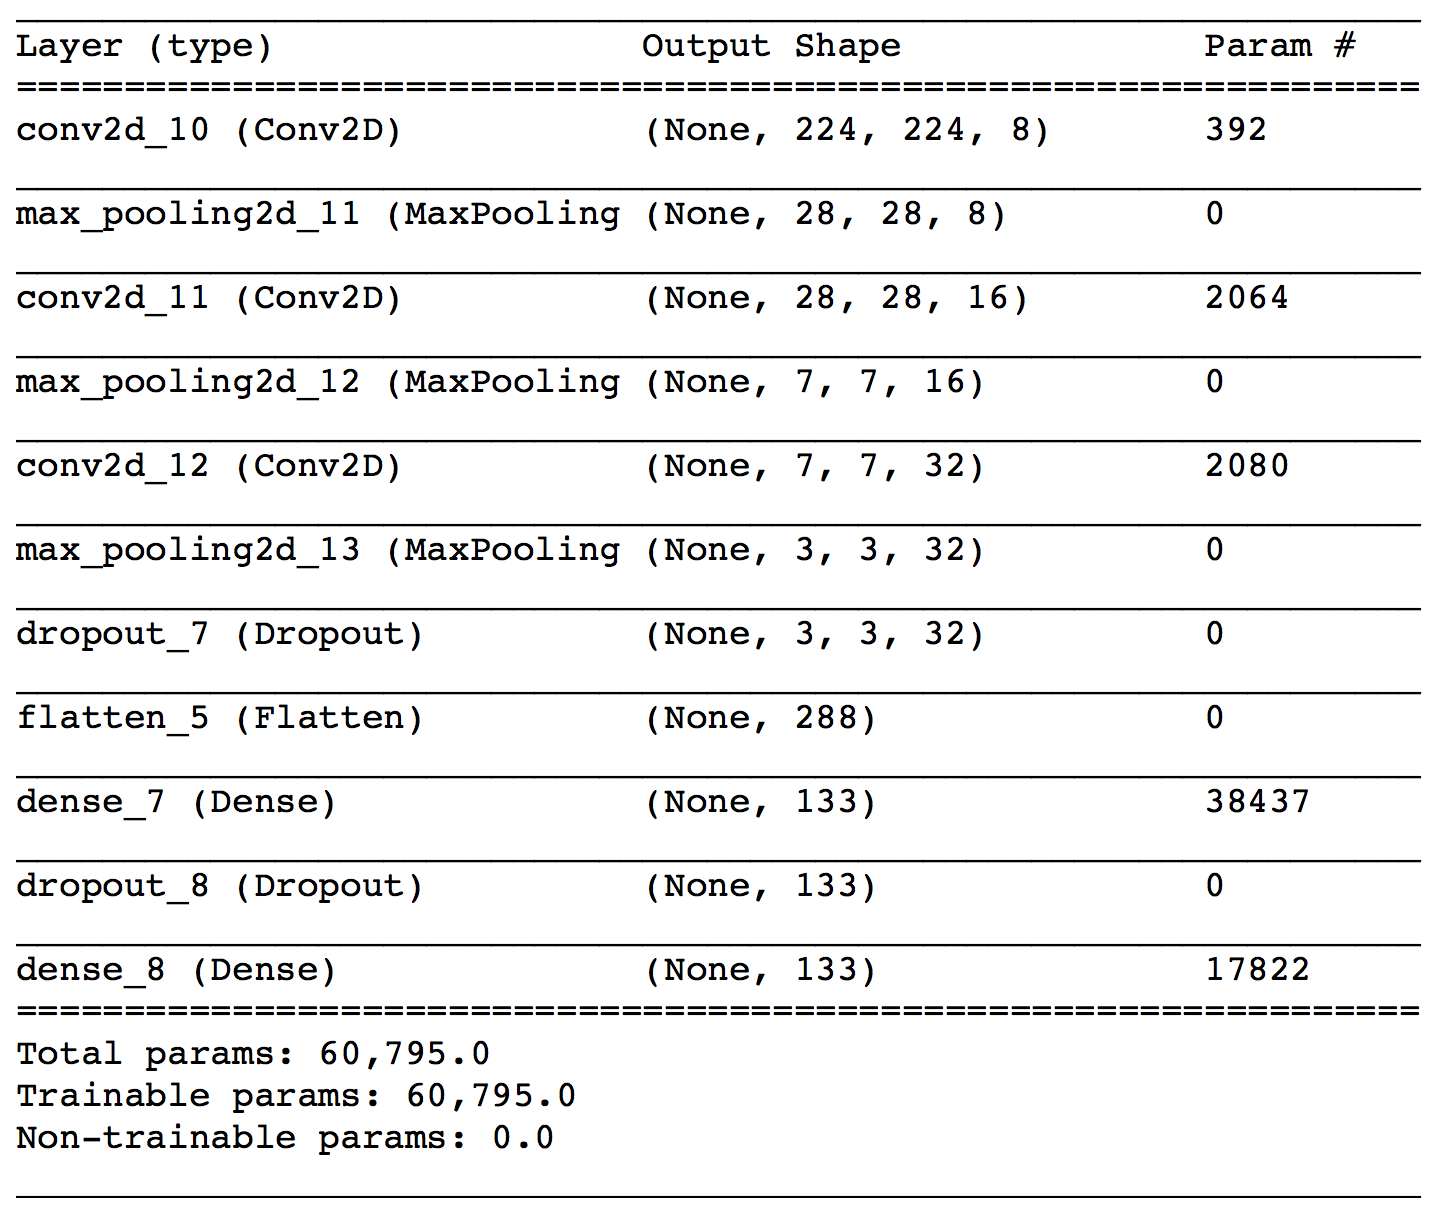 Layer (type) Output Shape Param #
conv2d_10 (Conv2D) (None, 224, 224, 8) 392
max_pooling2d_11 (MaxPooling (None, 28, 28, 8) 0
conv2d_11 (Conv2D) (None, 28, 28, 16) 2064
max_pooling2d_12 (MaxPooling (None, 7, 7, 16) 0
conv2d_12 (Conv2D) (None, 7, 7, 32) 2080
max_pooling2d_13 (MaxPooling (None, 3, 3, 32) 0
dropout_7 (Dropout) (None, 3, 3, 32) 0
flatten_5 (Flatten) (None, 288) 0
dense_7 (Dense) (None, 133) 38437
dropout_8 (Dropout) (None, 133) 0
dense_8 (Dense) (None, 133) 17822
Total params: 60,795.0
Trainable params: 60,795.0
Non-trainable params: 0.0